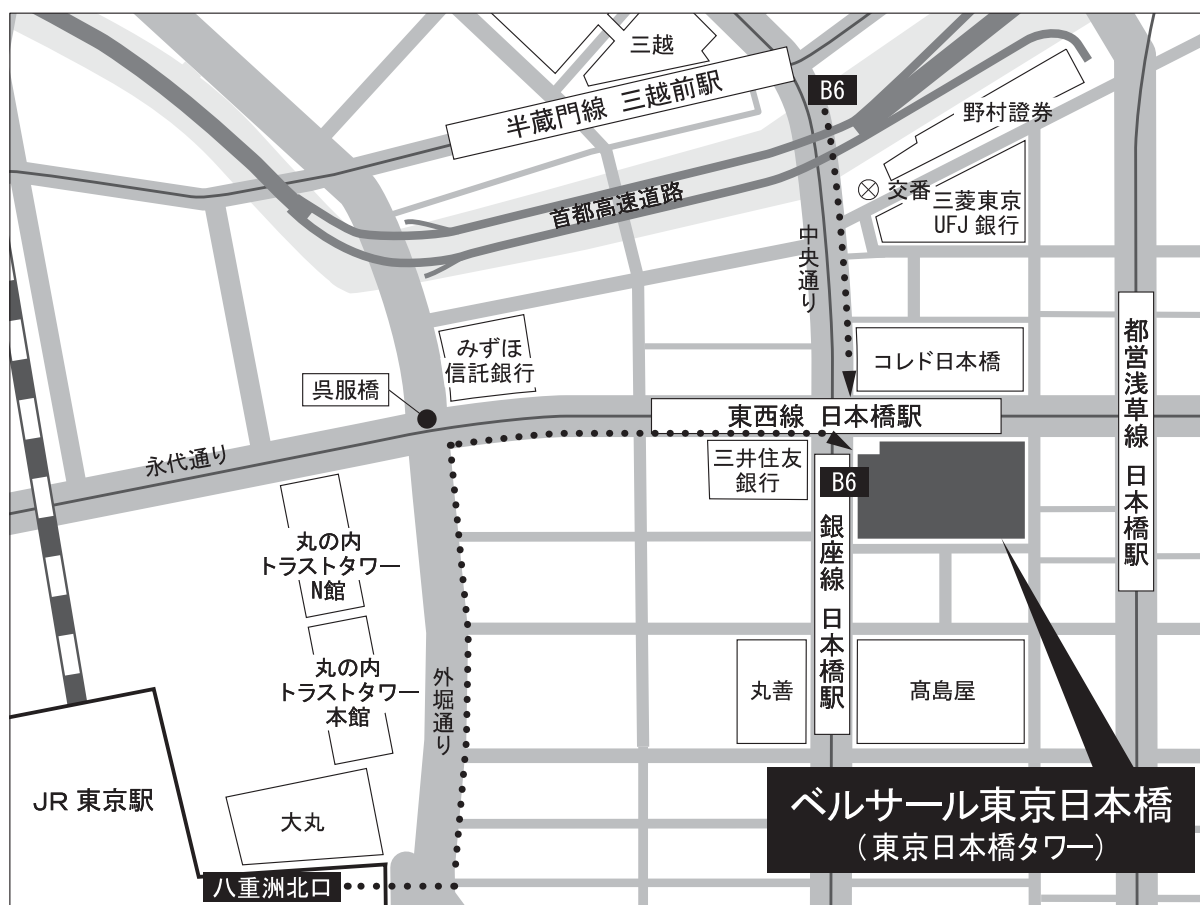 三越
半蔵門線 三越前駅
B6
野村證券
首都高速道路
交番
三菱東京
UFJ 銀行
中央通り
みずほ
信託銀行
コレド日本橋
都営浅草線 日本橋駅
呉服橋
東西線 日本橋駅
永代通り
三井住友
銀行
B6
銀座線 日本橋駅
丸の内
トラストタワー
N館
丸の内
トラストタワー
本館
外堀通り
丸善
髙島屋
JR 東京駅
大丸
ベルサール東京日本橋
(東京日本橋タワー)
八重洲北口